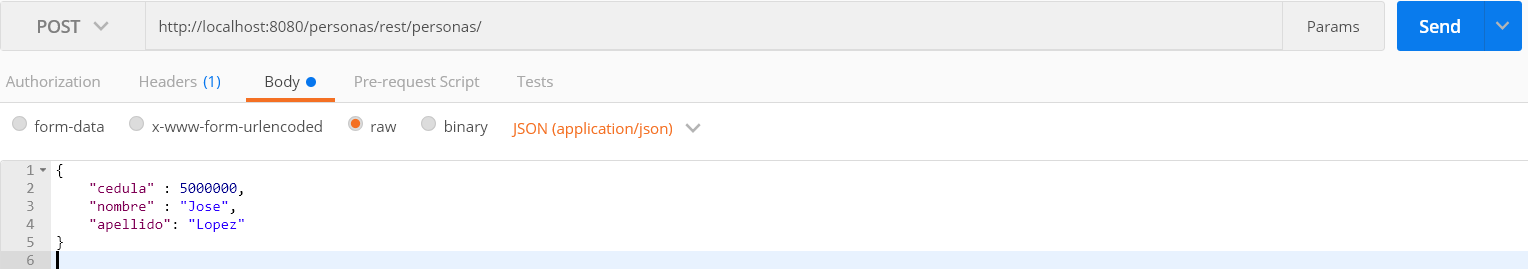 POST http://localhost:8080/personas/rest/personas/ Params Send
Authorization Headers (1) Body Pre-request Script Tests
form-data x-www-form-urlencoded raw binary JSON (application/json)
1 {
2 "cedula" : 5000000,
3 "nombre" : "Jose",
4 "apellido": "Lopez"
5 }
6